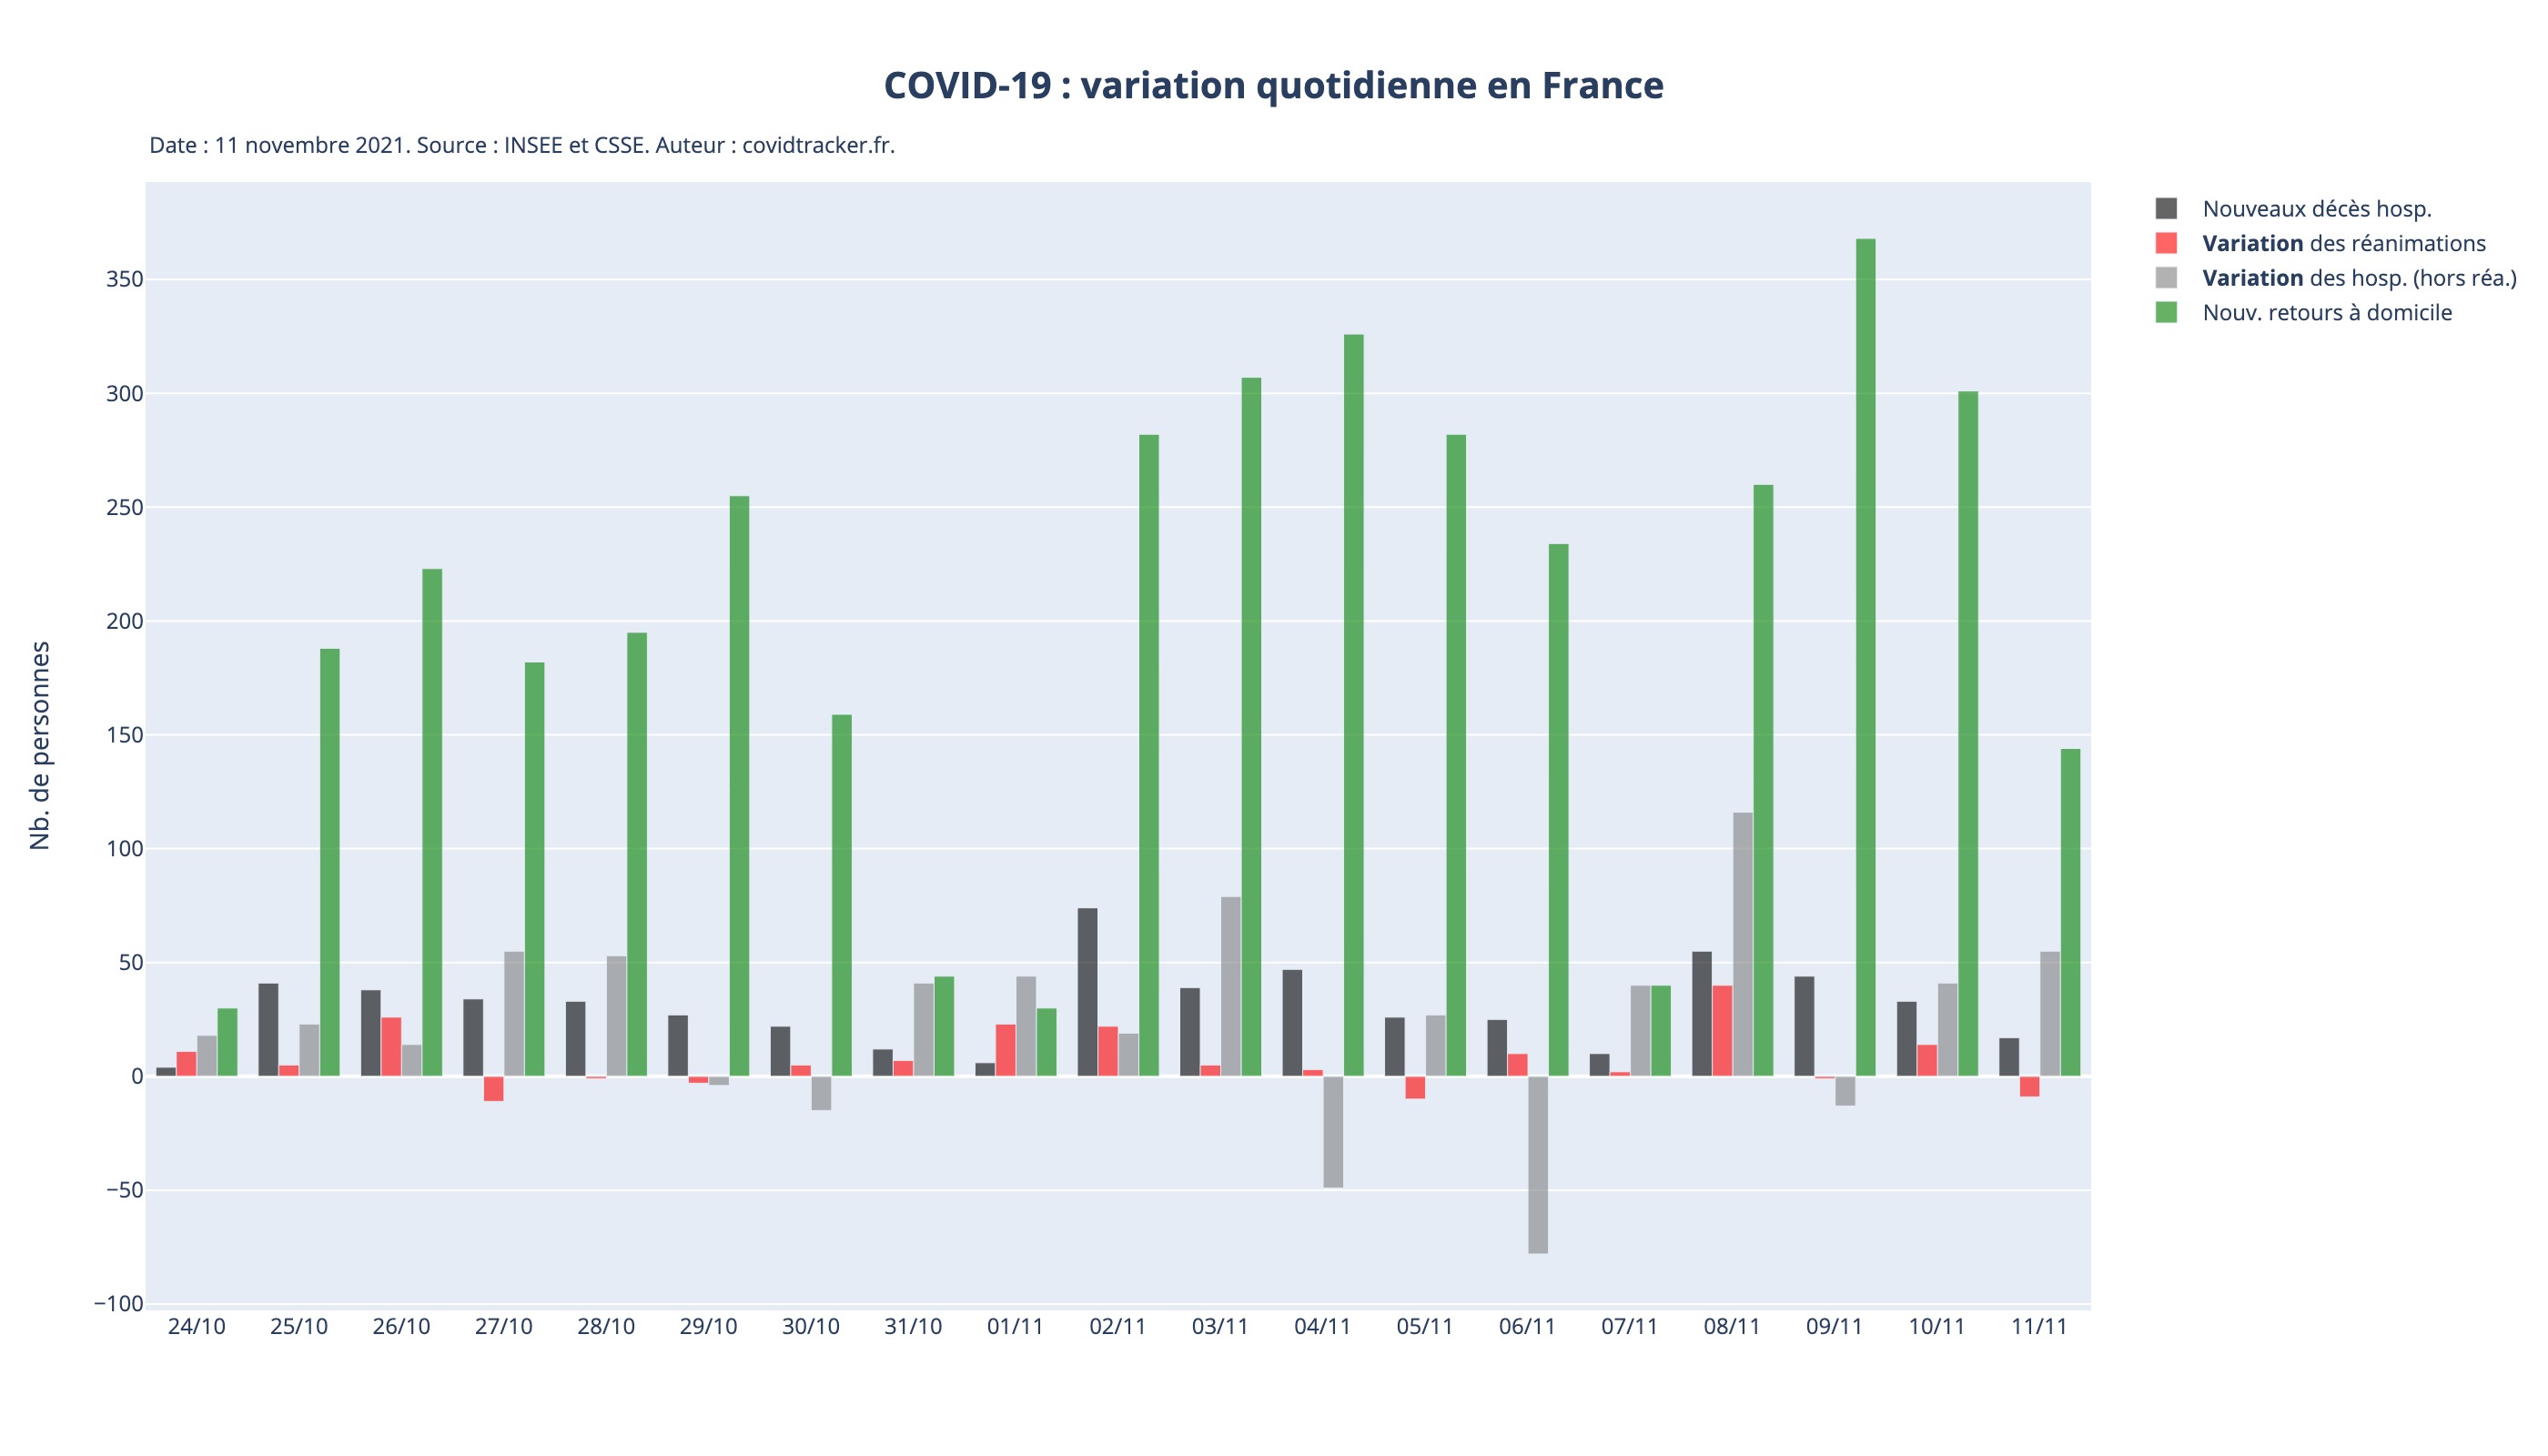 COVID-19 : variation quotidienne en France
Date : 11 novembre 2021. Source : INSEE et CSSE. Auteur : covidtracker.fr.
Nouveaux décès hosp.
Variation des réanimations
Variation des hosp. (hors réa.)
Nouv. retours à domicile
Nb. de personnes
350
300
250
200
150
100
50
0
−50
−100
24/10 25/10 26/10 27/10 28/10 29/10 30/10 31/10 01/11 02/11 03/11 04/11 05/11 06/11 07/11 08/11 09/11 10/11 11/11